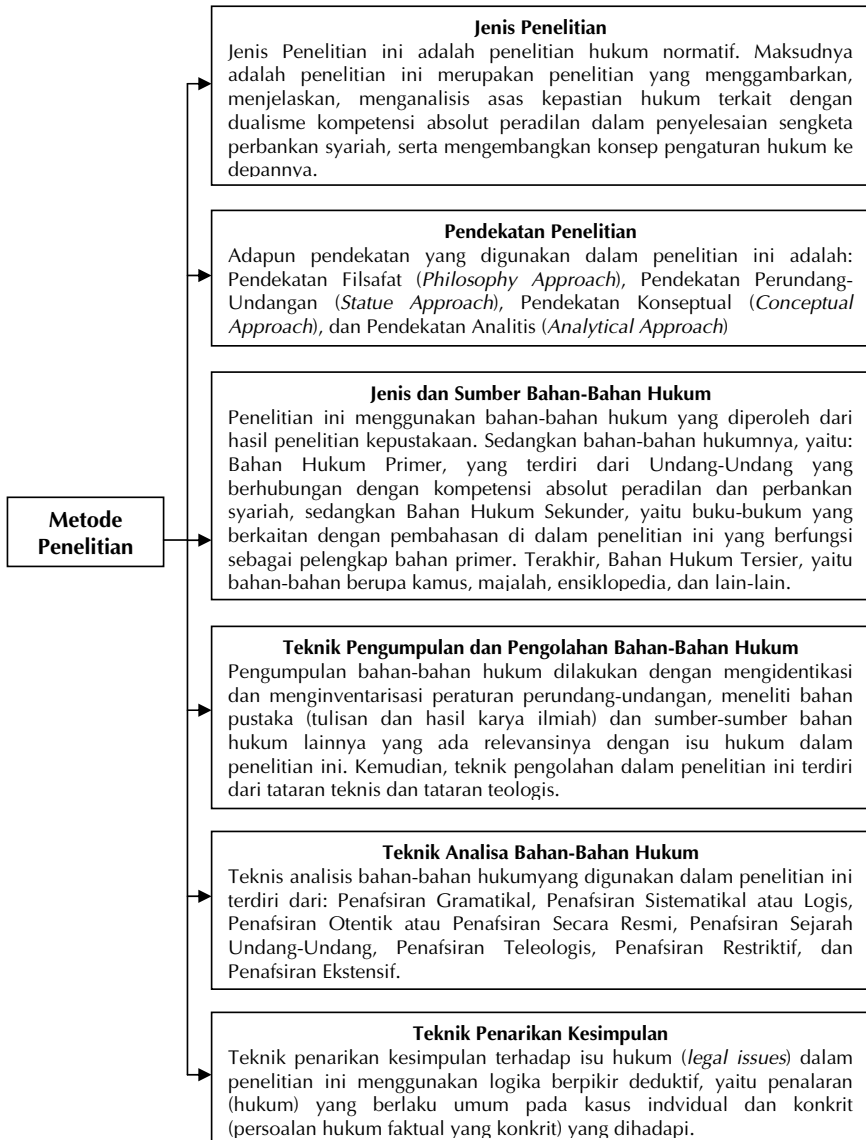 Jenis Penelitian
Jenis Penelitian ini adalah penelitian hukum normatif. Maksudnya
adalah penelitian ini merupakan penelitian yang menggambarkan,
menjelaskan, menganalisis asas kepastian hukum terkait dengan
dualisme kompetensi absolut peradilan dalam penyelesaian sengketa
perbankan syariah, serta mengembangkan konsep pengaturan hukum ke
depannya.
Pendekatan Penelitian
Adapun pendekatan yang digunakan dalam penelitian ini adalah:
Pendekatan Filsafat (Philosophy Approach), Pendekatan Perundang-
Undangan (Statue Approach), Pendekatan Konseptual (Conceptual
Approach), dan Pendekatan Analitis (Analytical Approach)
Jenis dan Sumber Bahan-Bahan Hukum
Penelitian ini menggunakan bahan-bahan hukum yang diperoleh dari
hasil penelitian kepustakaan. Sedangkan bahan-bahan hukumnya, yaitu:
Bahan Hukum Primer, yang terdiri dari Undang-Undang yang
berhubungan dengan kompetensi absolut peradilan dan perbankan
syariah, sedangkan Bahan Hukum Sekunder, yaitu buku-bukum yang
berkaitan dengan pembahasan di dalam penelitian ini yang berfungsi
sebagai pelengkap bahan primer. Terakhir, Bahan Hukum Tersier, yaitu
bahan-bahan berupa kamus, majalah, ensiklopedia, dan lain-lain.
Metode
Penelitian
Teknik Pengumpulan dan Pengolahan Bahan-Bahan Hukum
Pengumpulan bahan-bahan hukum dilakukan dengan mengidentikasi
dan menginventarisasi peraturan perundang-undangan, meneliti bahan
pustaka (tulisan dan hasil karya ilmiah) dan sumber-sumber bahan
hukum lainnya yang ada relevansinya dengan isu hukum dalam
penelitian ini. Kemudian, teknik pengolahan dalam penelitian ini terdiri
dari tataran teknis dan tataran teologis.
Teknik Analisa Bahan-Bahan Hukum
Teknis analisis bahan-bahan hukumyang digunakan dalam penelitian ini
terdiri dari: Penafsiran Gramatikal, Penafsiran Sistematikal atau Logis,
Penafsiran Otentik atau Penafsiran Secara Resmi, Penafsiran Sejarah
Undang-Undang, Penafsiran Teleologis, Penafsiran Restriktif, dan
Penafsiran Ekstensif.
Teknik Penarikan Kesimpulan
Teknik penarikan kesimpulan terhadap isu hukum (legal issues) dalam
penelitian ini menggunakan logika berpikir deduktif, yaitu penalaran
(hukum) yang berlaku umum pada kasus indvidual dan konkrit
(persoalan hukum faktual yang konkrit) yang dihadapi.